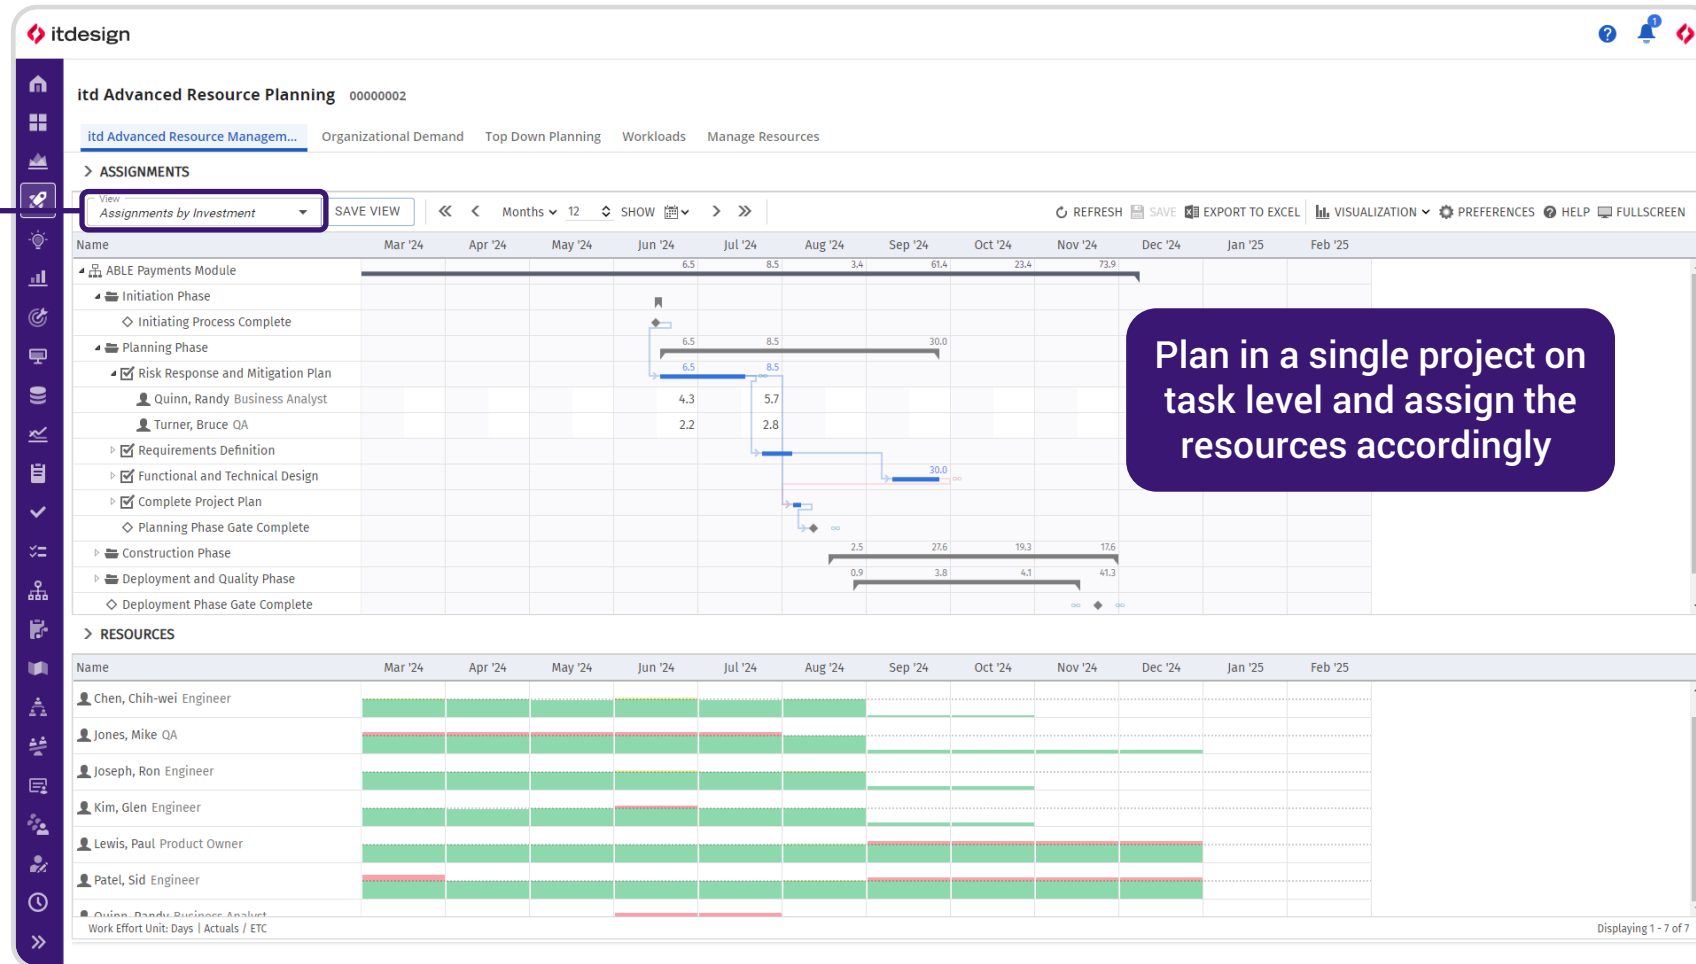 itdesign
1
itd Advanced Resource Planning 00000002
itd Advanced Resource Managem... Organizational Demand Top Down Planning Workloads Manage Resources
ASSIGNMENTS
View
Assignments by Investment SAVE VIEW Months 12 SHOW REFRESH SAVE EXPORT TO EXCEL VISUALIZATION PREFERENCES HELP FULLSCREEN
Name Mar '24 Apr '24 May '24 Jun '24 Jul '24 Aug '24 Sep '24 Oct '24 Nov '24 Dec '24 Jan '25 Feb '25
ABLE Payments Module 6.5 8.5 3.4 61.4 23.4 73.9
Initiation Phase
Initiating Process Complete
Planning Phase 6.5 8.5 30.0
Risk Response and Mitigation Plan 6.5 8.5
Quinn, Randy Business Analyst 4.3 5.7
Turner, Bruce QA 2.2 2.8
Requirements Definition
Functional and Technical Design 30.0
Complete Project Plan
Planning Phase Gate Complete
Construction Phase 2.5 27.6 19.3 17.6
Deployment and Quality Phase 0.9 3.8 4.1 41.3
Deployment Phase Gate Complete
Plan in a single project on
task level and assign the
resources accordingly
RESOURCES
Name Mar '24 Apr '24 May '24 Jun '24 Jul '24 Aug '24 Sep '24 Oct '24 Nov '24 Dec '24 Jan '25 Feb '25
Chen, Chih-wei Engineer
Jones, Mike QA
Joseph, Ron Engineer
Kim, Glen Engineer
Lewis, Paul Product Owner
Patel, Sid Engineer
Quinn, Randy Business Analyst
Work Effort Unit: Days | Actuals / ETC Displaying 1 - 7 of 7